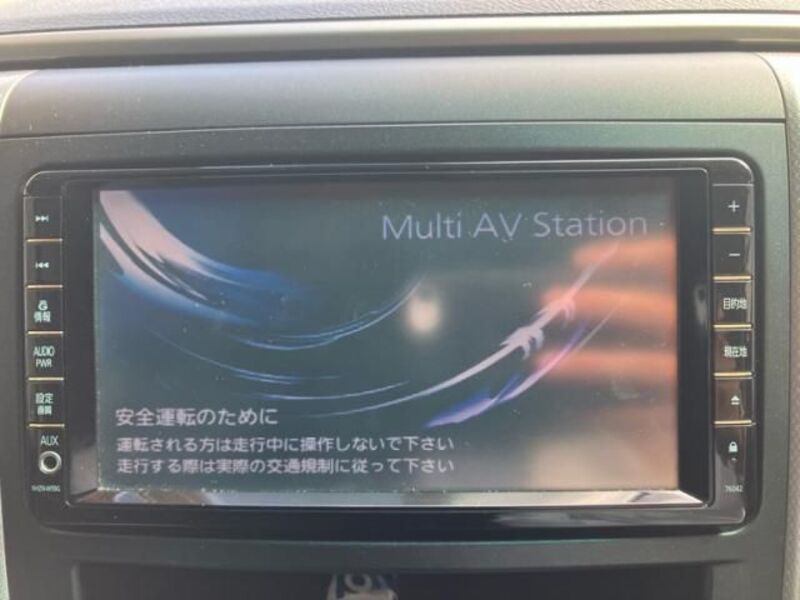 Multi AV Station
安全運転のために
運転される方は走行中に操作しないで下さい
走行する際は実際の交通規制に従って下さい
情報
AUDIO
PWR
設定
AUX
目的地
現在地
76042